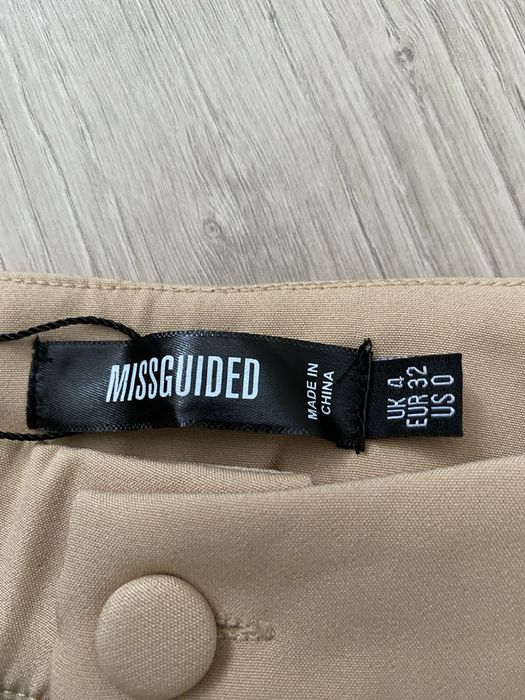 MISSGUIDED
MADE IN
CHINA
UK 4
EUR 32
US 0